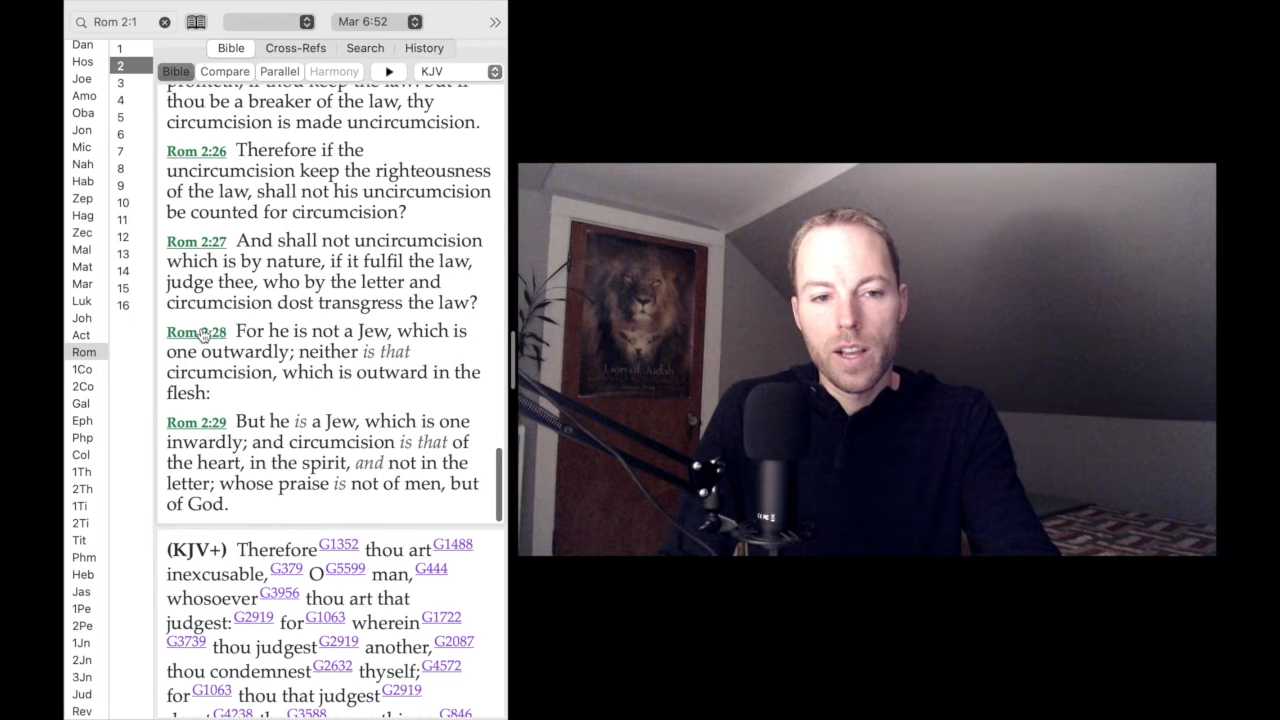 Rom 2:1
Mar 6:52
Bible Cross-Refs Search History
Bible Compare Parallel Harmony KJV
Dan
Hos
Joe
Amo
Oba
Jon
Mic
Nah
Hab
Zep
Hag
Zec
Mal
Mat
Mar
Luk
Joh
Act
Rom
1Co
2Co
Gal
Eph
Php
Col
1Th
2Th
1Ti
2Ti
Tit
Phm
Heb
Jas
1Pe
2Pe
1Jn
2Jn
3Jn
Jud
Rev
1
2
3
4
5
6
7
8
9
10
11
12
13
14
15
16
thou be a breaker of the law, thy
circumcision is made uncircumcision.
Rom 2:26 Therefore if the
uncircumcision keep the righteousness
of the law, shall not his uncircumcision
be counted for circumcision?
Rom 2:27 And shall not uncircumcision
which is by nature, if it fulfil the law,
judge thee, who by the letter and
circumcision dost transgress the law?
Rom 2:28 For he is not a Jew, which is
one outwardly; neither is that
circumcision, which is outward in the
flesh:
Rom 2:29 But he is a Jew, which is one
inwardly; and circumcision is that of
the heart, in the spirit, and not in the
letter; whose praise is not of men, but
of God.
(KJV+) Therefore G1352 thou art G1488
inexcusable, G379 O G5599 man, G444
whosoever G3956 thou art that
judgest: G2919 for G1063 wherein G1722
G3739 thou judgest G2919 another, G2087
thou condemnest G2632 thyself; G4572
for G1063 thou that judgest G2919
G4238 G3588 G846
Lion of Judah